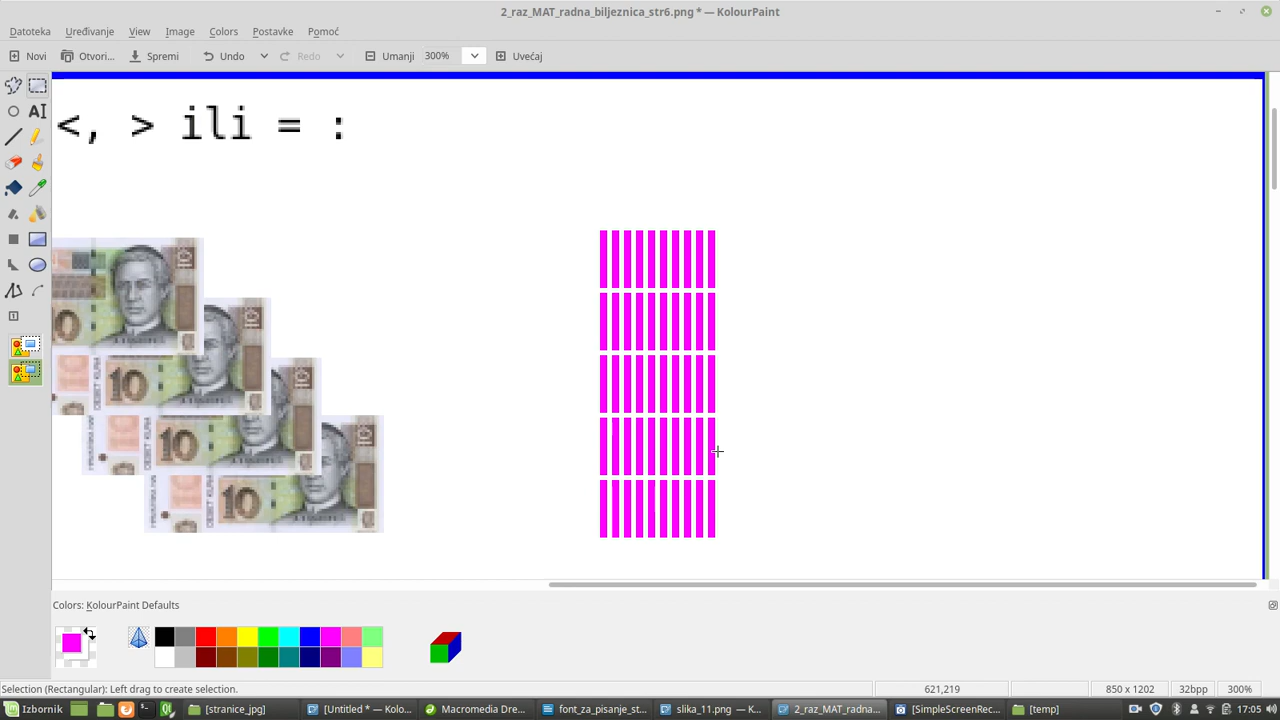 2_raz_MAT_radna_biljeznica_str6.png * — KolourPaint
Datoteka Uređivanje View Image Colors Postavke Pomoć
Novi Otvori... Spremi Undo Redo Umanji 300% Uvećaj
<, > ili = :
10
10
10
Colors: KolourPaint Defaults
Selection (Rectangular): Left drag to create selection. 621,219 850 x 1202 32bpp 300%
Izbornik [stranice_jpg] [Untitled * — Kolo... Macromedia Dre... font_za_pisanje_st... slika_11.png — K... 2_raz_MAT_radna... [SimpleScreenRec... [temp] 17:05